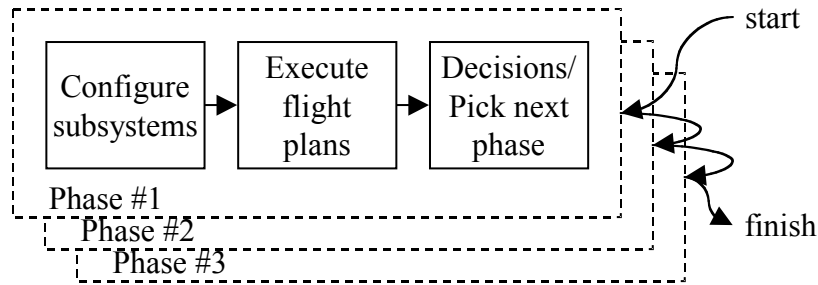 start
Configure
subsystems
Execute
flight
plans
Decisions/
Pick next
phase
Phase #1
Phase #2
Phase #3
finish